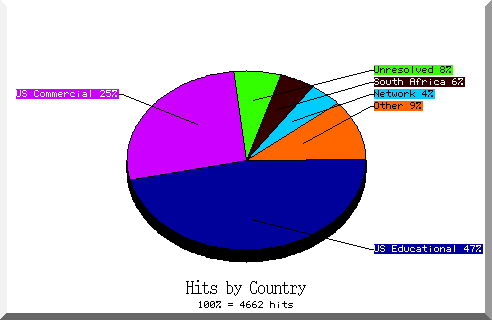 Unresolved 8%
South Africa 6%
US Commercial 25%
Network 4%
Other 9%
US Educational 47%
Hits by Country
100% = 4662 hits